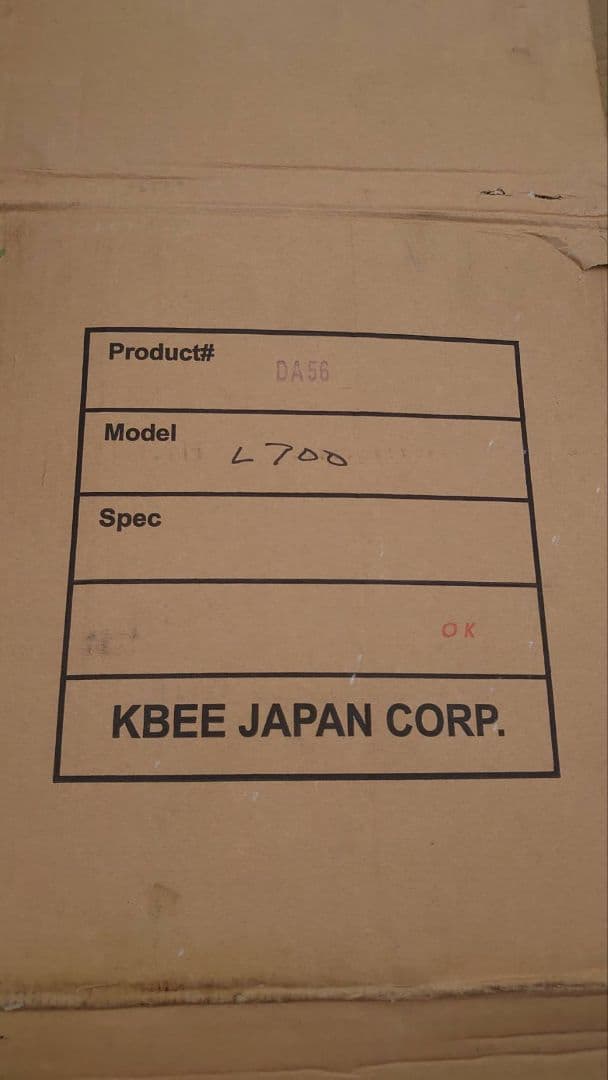 Product#
DA56
Model
L700
Spec
OK
KBEE JAPAN CORP.